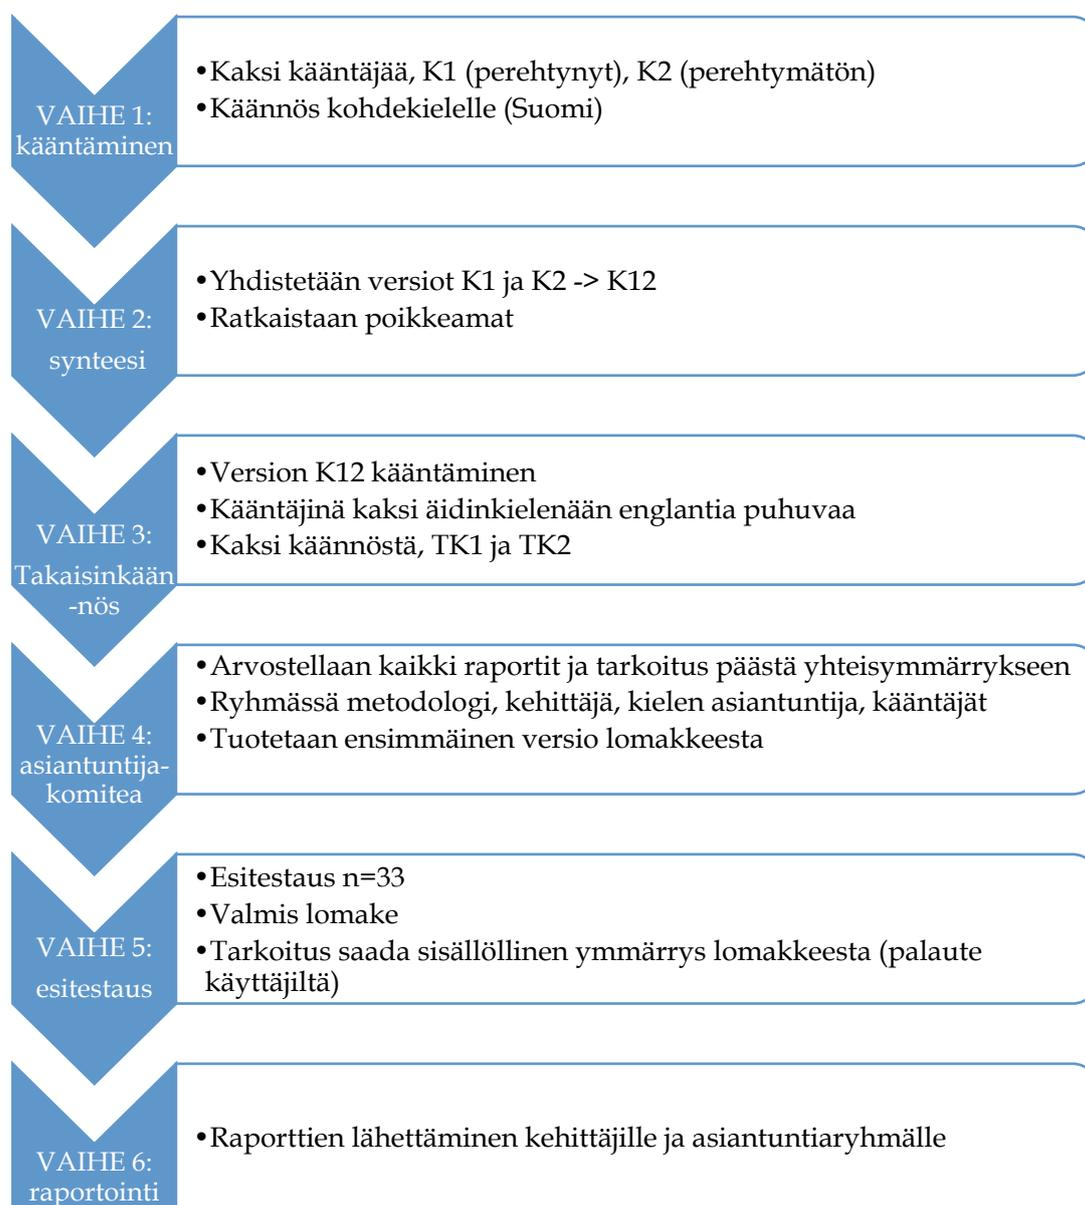 VAIHE 1:
kääntäminen
•Kaksi kääntäjää, K1 (perehtynyt), K2 (perehtymätön)
•Käännös kohdekielelle (Suomi)
VAIHE 2:
synteesi
•Yhdistetään versiot K1 ja K2 -> K12
•Ratkaistaan poikkeamat
VAIHE 3:
Takaisinkään
-nös
•Version K12 kääntäminen
•Kääntäjinä kaksi äidinkielenään englantia puhuvaa
•Kaksi käännöstä, TK1 ja TK2
VAIHE 4:
asiantuntija-
komitea
•Arvostellaan kaikki raportit ja tarkoitus päästä yhteisymmärrykseen
•Ryhmässä metodologi, kehittäjä, kielen asiantuntija, kääntäjät
•Tuotetaan ensimmäinen versio lomakkeesta
VAIHE 5:
esitestaus
•Esitestaus n=33
•Valmis lomake
•Tarkoitus saada sisällöllinen ymmärrys lomakkeesta (palaute
käyttäjiltä)
VAIHE 6:
raportointi
•Raporttien lähettäminen kehittäjille ja asiantuntiaryhmälle